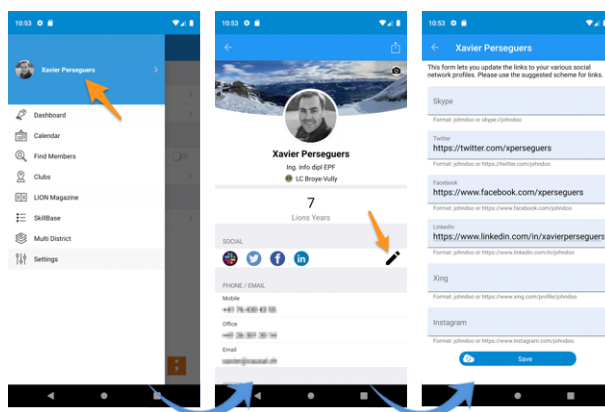 10:53
Xavier Perseguers
Dashboard
Calendar
Find Members
Clubs
LION Magazine
SkillBase
Multi District
Settings
10:53
Xavier Perseguers
Ing. info dipl EPF
LC Broye-Vully
7
Lions Years
SOCIAL
PHONE / EMAIL
Mobile
Office
Email
10:53
Xavier Perseguers
This form lets you update the links to your various social
network profiles. Please use the suggested scheme for links.
Skype
Format: johndoo or skype://johndoo
Twitter
https://twitter.com/xperseguers
Format: johndoo or https://twitter.com/johndoo
Facebook
https://www.facebook.com/xperseguers
Format: johndoo or https://www.facebook.com/johndoo
Linkedin
https://www.linkedin.com/in/xavierperseguers
Format: johndoo or https://www.linkedin.com/in/johndoo
Xing
Format: johndoo or https://www.xing.com/profile/johndoo
Instagram
Format: johndoo or https://www.instagram.com/johndoo
Save